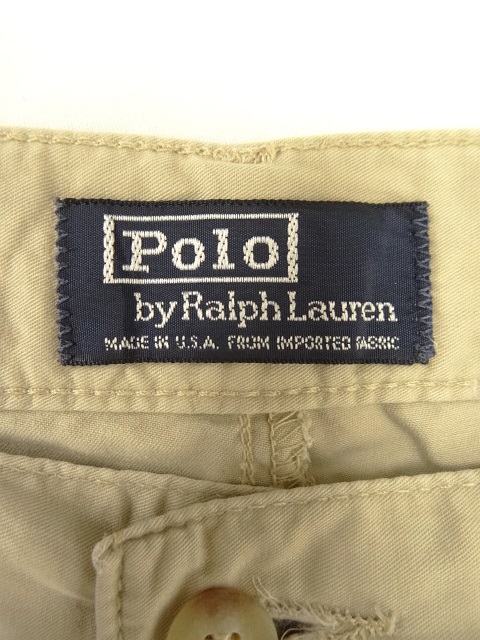 Polo
by Ralph Lauren
MADE IN U.S.A. FROM IMPORTED FABRIC